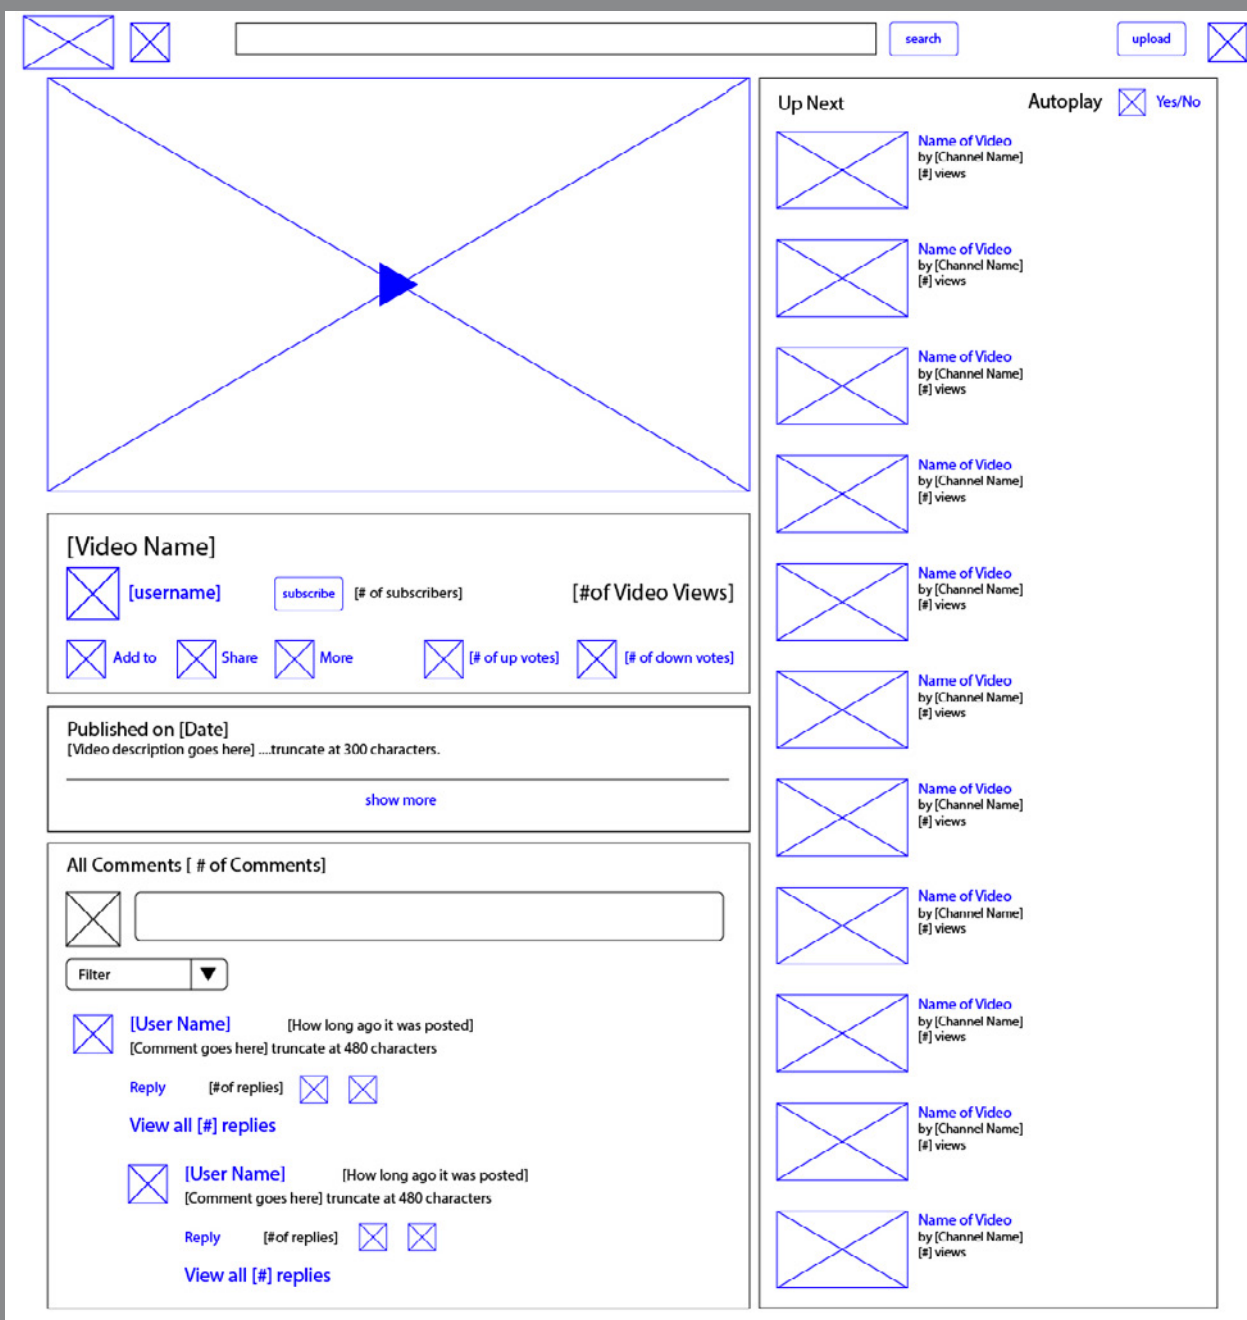 search
upload
Up Next
Autoplay
Yes/No
Name of Video
by [Channel Name]
[#] views
Name of Video
by [Channel Name]
[#] views
Name of Video
by [Channel Name]
[#] views
Name of Video
by [Channel Name]
[#] views
Name of Video
by [Channel Name]
[#] views
Name of Video
by [Channel Name]
[#] views
Name of Video
by [Channel Name]
[#] views
Name of Video
by [Channel Name]
[#] views
Name of Video
by [Channel Name]
[#] views
Name of Video
by [Channel Name]
[#] views
Name of Video
by [Channel Name]
[#] views
[Video Name]
[username]
subscribe
[# of subscribers]
[#of Video Views]
Add to
Share
More
[# of up votes]
[# of down votes]
Published on [Date]
[Video description goes here] ....truncate at 300 characters.
show more
All Comments [ # of Comments]
Filter
[User Name]
[How long ago it was posted]
[Comment goes here] truncate at 480 characters
Reply
[#of replies]
View all [#] replies
[User Name]
[How long ago it was posted]
[Comment goes here] truncate at 480 characters
Reply
[#of replies]
View all [#] replies